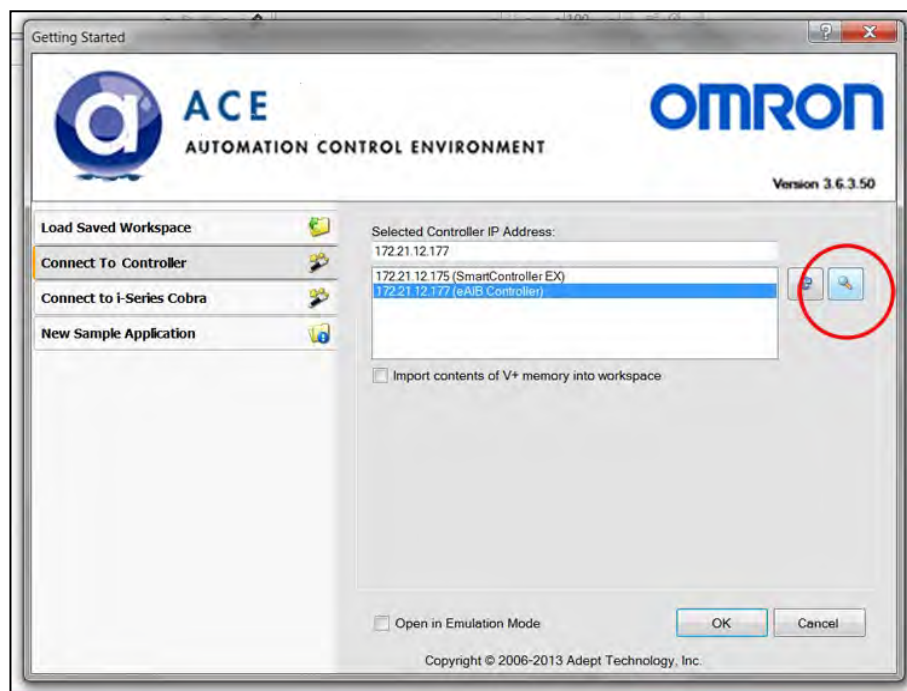 Getting Started
a
ACE
AUTOMATION CONTROL ENVIRONMENT
OMRON
Version 3.6.3.50
Load Saved Workspace
Connect To Controller
Connect to i-Series Cobra
New Sample Application
Selected Controller IP Address:
172.21.12.177
172.21.12.175 (SmartController EX)
172.21.12.177 (eAIB Controller)
Import contents of V+ memory into workspace
Open in Emulation Mode
OK
Cancel
Copyright © 2006-2013 Adept Technology, Inc.